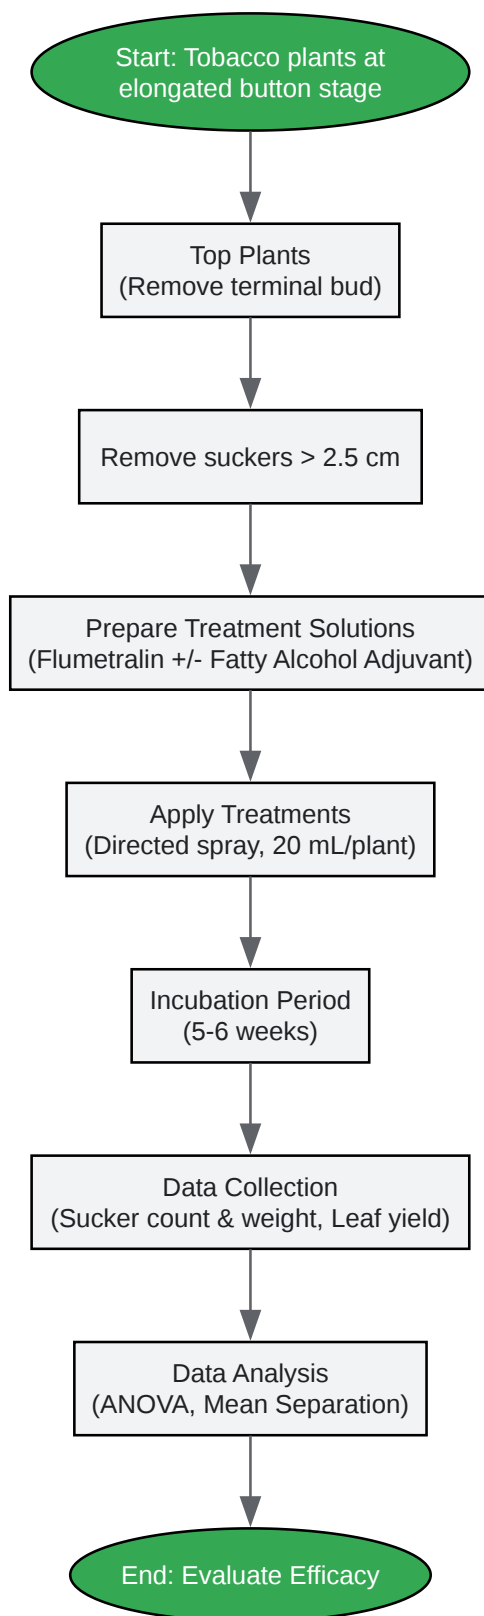 Start: Tobacco plants at
elongated button stage
Top Plants
(Remove terminal bud)
Remove suckers > 2.5 cm
Prepare Treatment Solutions
(Flumetralin +/- Fatty Alcohol Adjuvant)
Apply Treatments
(Directed spray, 20 mL/plant)
Incubation Period
(5-6 weeks)
Data Collection
(Sucker count & weight, Leaf yield)
Data Analysis
(ANOVA, Mean Separation)
End: Evaluate Efficacy